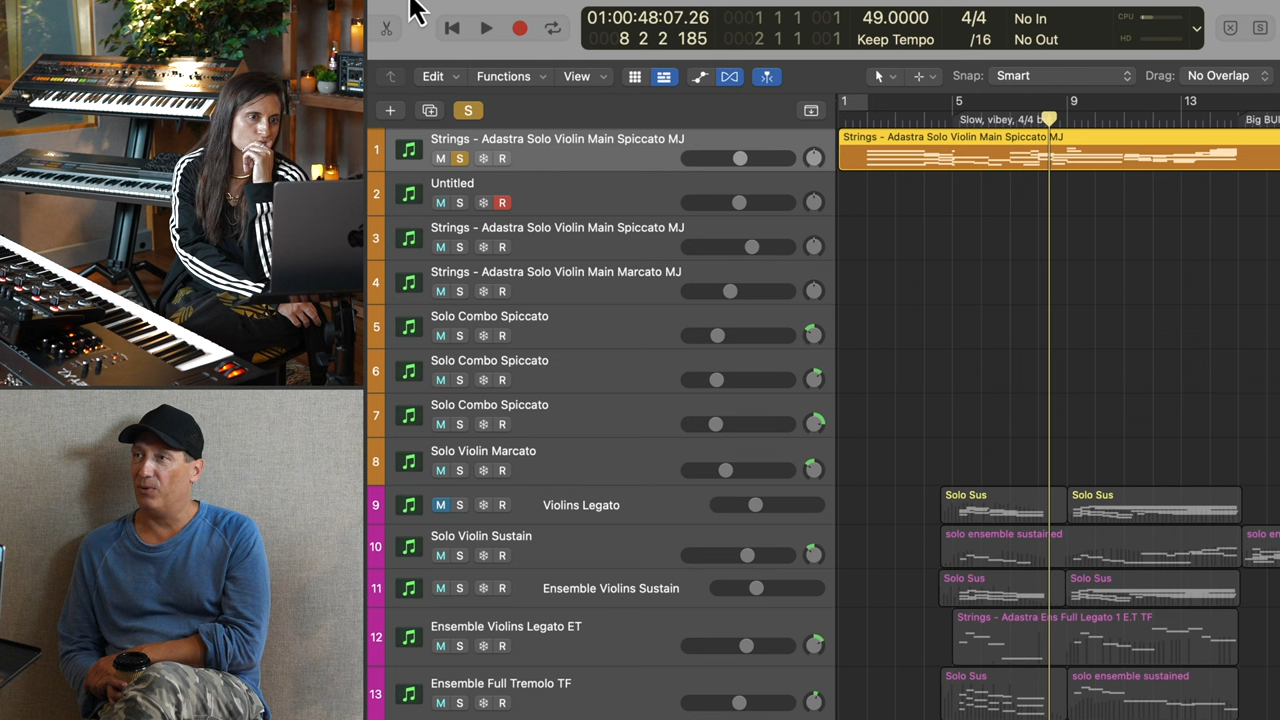 01:00:48:07.26
0008 2 2 185
0001 1 1 001
0002 1 1 001
49.0000
Keep Tempo
4/4
/16
No In
No Out
CPU
HD
S
Edit
Functions
View
Snap: Smart
Drag: No Overlap
S
1
5
9
13
Slow, vibey, 4/4 b
Big BU
1
Strings - Adastra Solo Violin Main Spiccato MJ
M S R
Strings - Adastra Solo Violin Main Spiccato MJ
2
Untitled
M S R
3
Strings - Adastra Solo Violin Main Spiccato MJ
M S R
4
Strings - Adastra Solo Violin Main Marcato MJ
M S R
5
Solo Combo Spiccato
M S R
6
Solo Combo Spiccato
M S R
7
Solo Combo Spiccato
M S R
8
Solo Violin Marcato
M S R
9
M S R
Violins Legato
Solo Sus
Solo Sus
10
Solo Violin Sustain
M S R
solo ensemble sustained
solo en
11
M S R
Ensemble Violins Sustain
Solo Sus
Solo Sus
12
Ensemble Violins Legato ET
M S R
Strings - Adastra Ens Full Legato 1 E.T TF
13
Ensemble Full Tremolo TF
M S R
Solo Sus
solo ensemble sustained